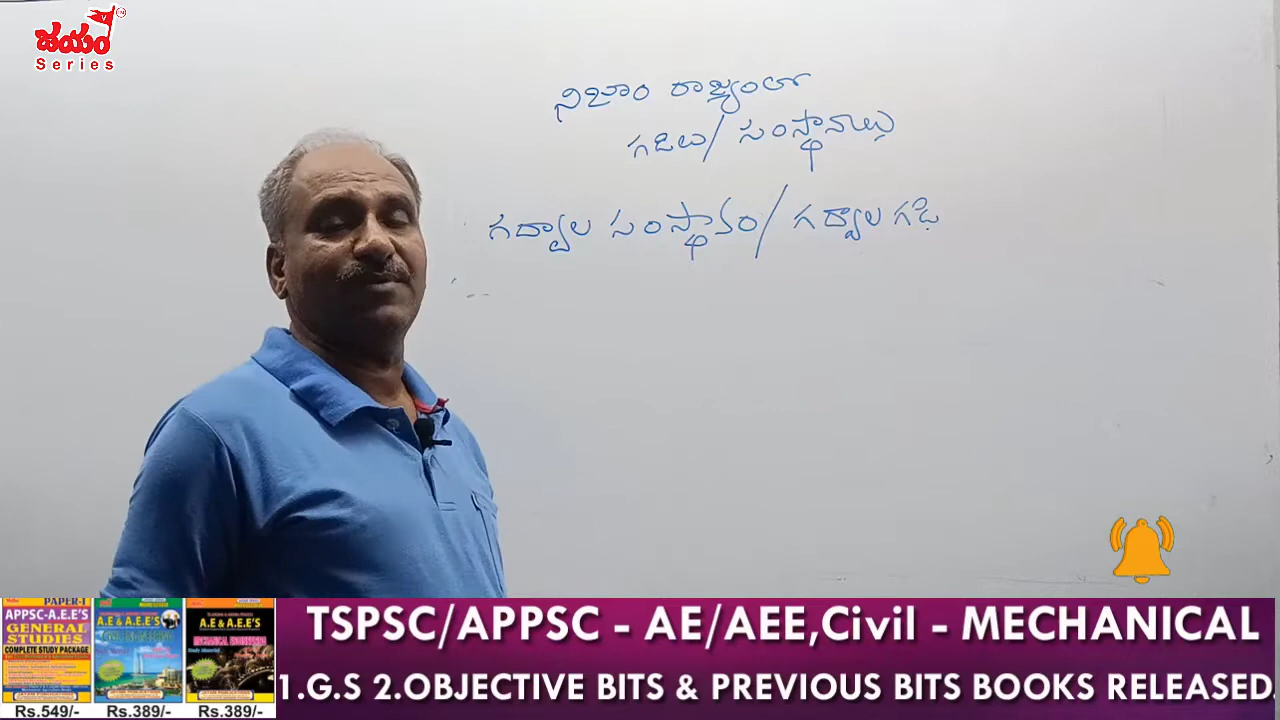 జయం
Series
నిజాం రాజ్యంలో
గడిలు/ సంస్థానాలు
గద్వాల సంస్థానం/ గద్వాల గడి
PAPER-I
APPSC-A.E.E'S
GENERAL
STUDIES
COMPLETE STUDY PACKAGE
Rs.549/-
A.E & A.E.E'S
Rs.389/-
A.E & A.E.E'S
MECHANICAL ENGINEERING
Rs.389/-
TSPSC/APPSC - AE/AEE,Civil - MECHANICAL
1.G.S 2.OBJECTIVE BITS & PREVIOUS BITS BOOKS RELEASED